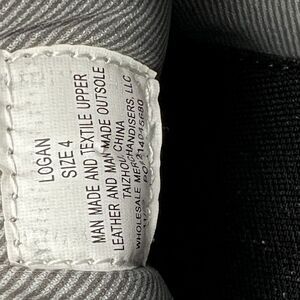 LOGAN
SIZE 4
MAN MADE AND TEXTILE UPPER
LEATHER AND MAN MADE OUTSOLE
TAIZHOU CHINA
WHOLESALE MERCHANDISERS, LLC